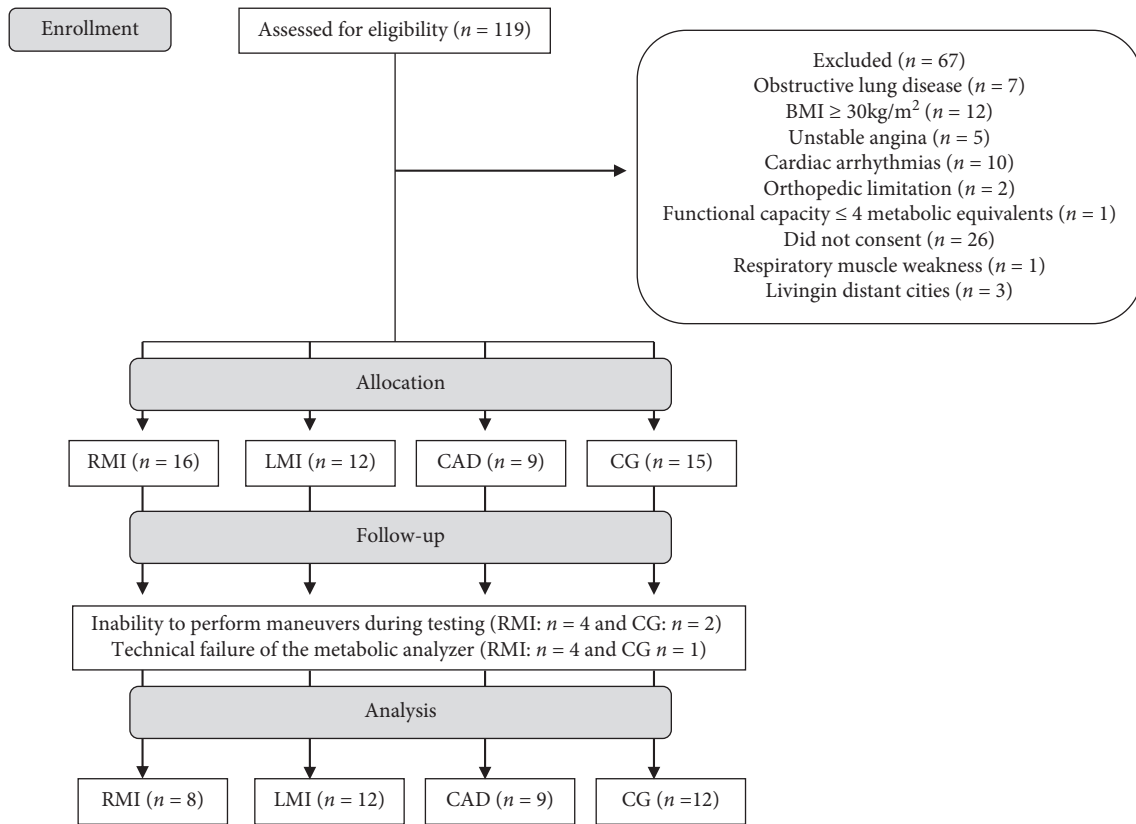 Enrollment
Assessed for eligibility (n = 119)
Excluded (n = 67)
Obstructive lung disease (n = 7)
BMI ≥ 30kg/m² (n = 12)
Unstable angina (n = 5)
Cardiac arrhythmias (n = 10)
Orthopedic limitation (n = 2)
Functional capacity ≤ 4 metabolic equivalents (n = 1)
Did not consent (n = 26)
Respiratory muscle weakness (n = 1)
Livingin distant cities (n = 3)
Allocation
RMI (n = 16)
LMI (n = 12)
CAD (n = 9)
CG (n = 15)
Follow-up
Inability to perform maneuvers during testing (RMI: n = 4 and CG: n = 2)
Technical failure of the metabolic analyzer (RMI: n = 4 and CG n = 1)
Analysis
RMI (n = 8)
LMI (n = 12)
CAD (n = 9)
CG (n =12)